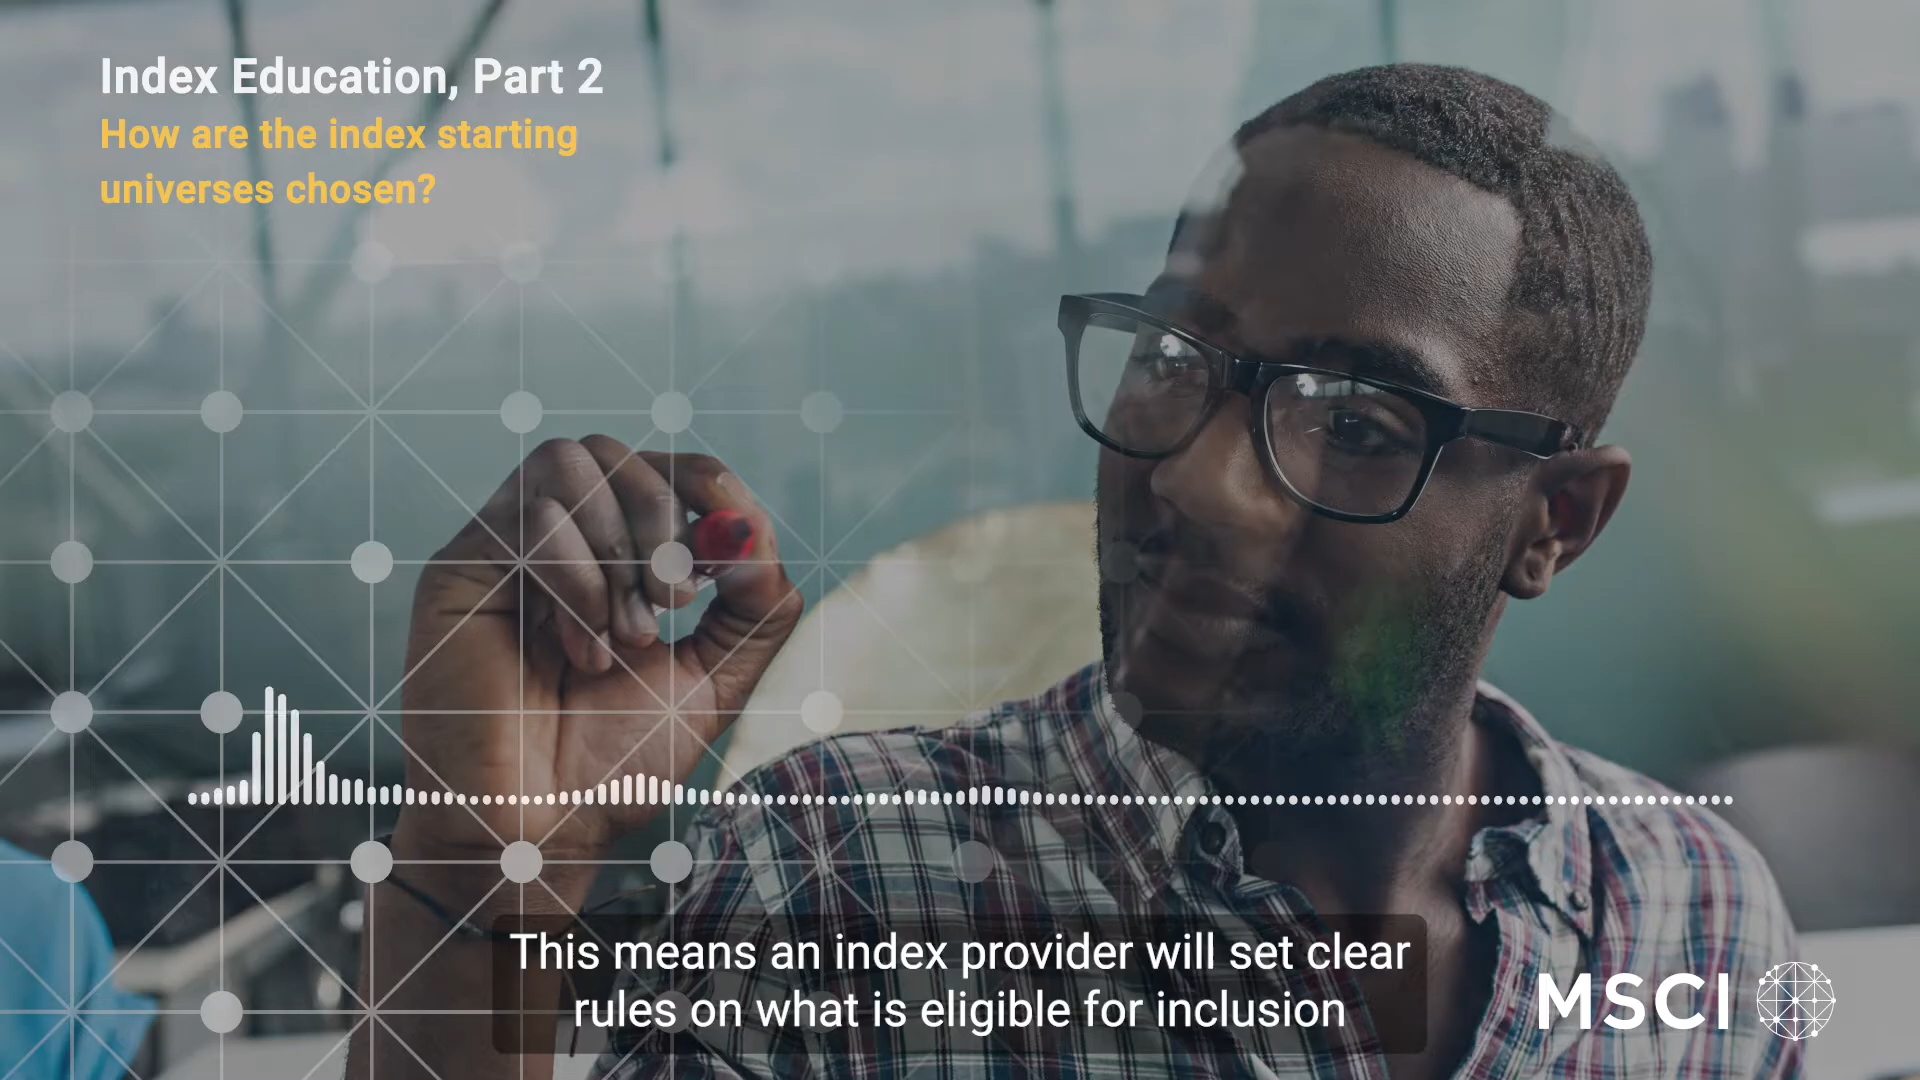 Index Education, Part 2
How are the index starting
universes chosen?
This means an index provider will set clear
rules on what is eligible for inclusion
MSCI